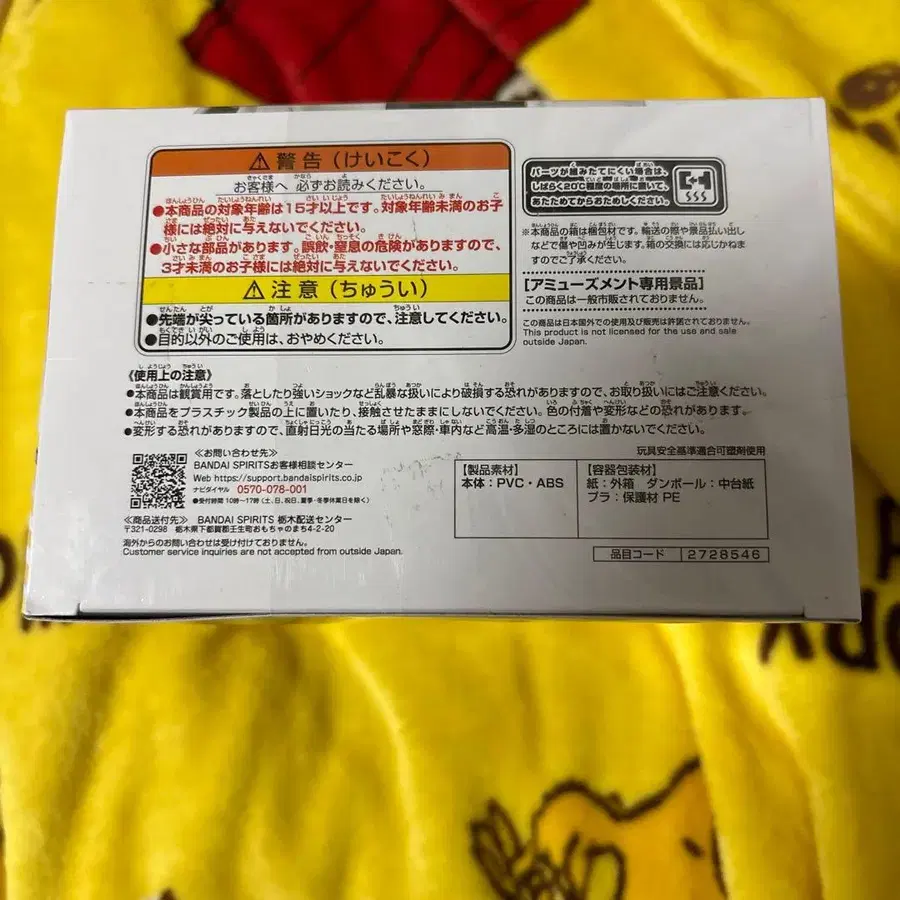 ⚠ 警告(けいこく)
お客様へ 必ずお読みください。
●本商品の対象年齢は15才以上です。対象年齢未満のお子
様には絶対に与えないでください。
●小さな部品があります。誤飲・窒息の危険がありますので、
3才未満のお子様には絶対に与えないでください。
⚠ 注意(ちゅうい)
●先端が尖っている箇所がありますので、注意してください。
●目的以外のご使用は、おやめください。
パーツが組みたてにくい場合は、
しばらく20℃程度の場所に置いて、
あたためてからおためしください。
※本商品の箱は梱包材です。輸送の際や景品払い出し
などで傷や凹みが生じます。箱の交換には応じかねま
すのでご了承ください。
[アミューズメント専用景品]
この商品は一般市販されておりません。
この商品は日本国外での使用及び販売は許諾されておりません。
This product is not licensed for the use and sale
outside Japan.
《使用上の注意》
●本商品は観賞用です。落としたり強いショックなど乱暴な扱いにより破損する恐れがありますので、お取り扱いにはご注意ください。
●本商品をプラスチック製品の上に置いたり、接触させたままにしないでください。色の付着や変形などの恐れがあります。
●変形する恐れがありますので、直射日光の当たる場所や窓際・車内など高温・多湿のところには置かないでください。
玩具安全基準適合可塑剤使用
≪お問い合わせ先≫
BANDAI SPIRITSお客様相談センター
Web https://support.bandaispirits.co.jp
ナビダイヤル 0570-078-001
●受付時間 10時〜17時(土、日、祝日、夏季・冬季休業日を除く)
≪商品送付先≫ BANDAI SPIRITS 栃木配送センター
〒321-0298 栃木県下都賀郡壬生町おもちゃのまち4-2-20
海外からのお問い合わせは受け付けておりません。
Customer service inquiries are not accepted from outside Japan.
【製品素材】
本体:PVC・ABS
【容器包装材】
紙:外箱 ダンボール:中台紙
プラ:保護材 PE
品目コード 2728546